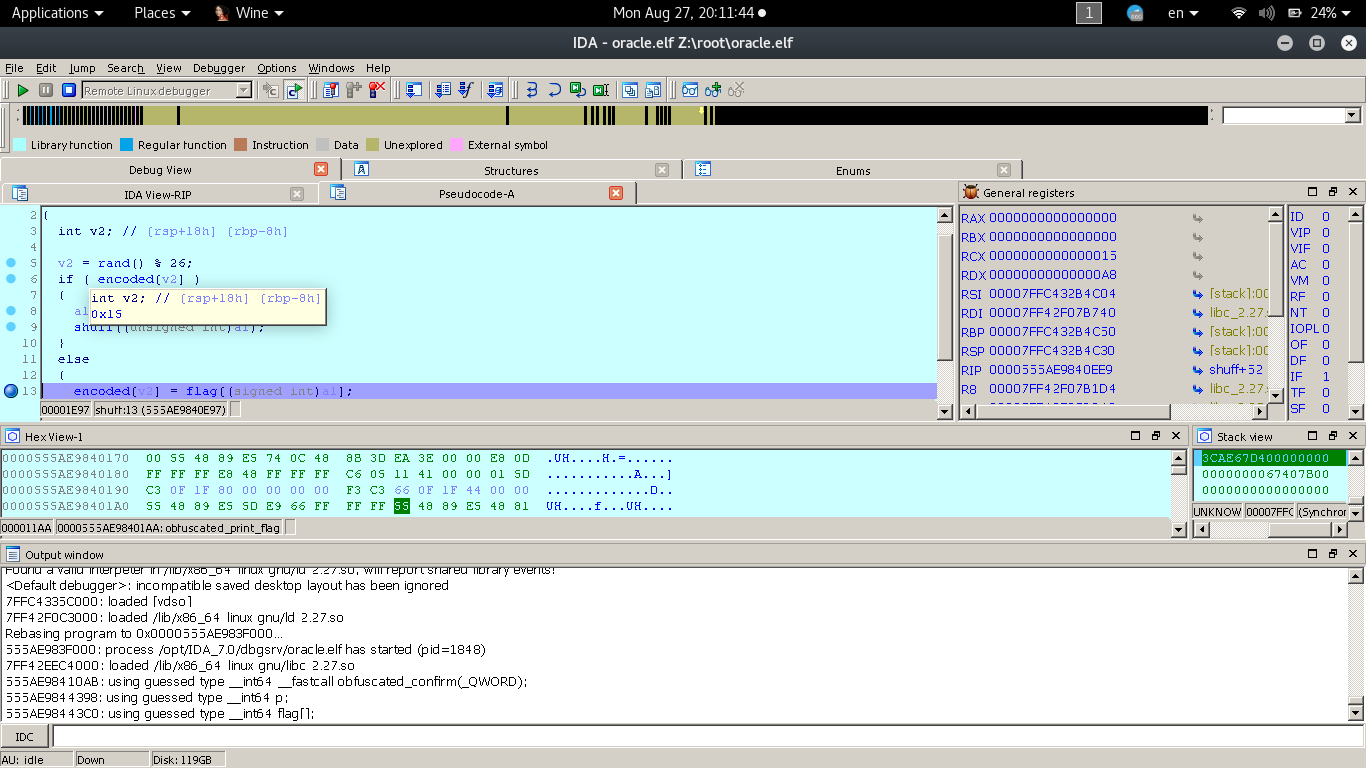 Applications Places Wine Mon Aug 27, 20:11:44 1 en 24%
IDA - oracle.elf Z:\root\oracle.elf
File Edit Jump Search View Debugger Options Windows Help
Remote Linux debugger
Library function Regular function Instruction Data Unexplored External symbol
Debug View Structures Enums
IDA View-RIP Pseudocode-A
2 {
3 int v2; // [rsp+18h] [rbp-8h]
4
5 v2 = rand() % 26;
6 if ( encoded[v2] )
7 {
int v2; // [rsp+18h] [rbp-8h]
0x15
8
9
10 }
11 else
12 {
13 encoded[v2] = flag[(signed int)a1];
00001E97 shuff:13 (555AE9840E97)
General registers
RAX 0000000000000000
RBX 0000000000000000
RCX 0000000000000015
RDX 00000000000000A8
RSI 00007FFC432B4C04 [stack]:00
RDI 00007FF42F07B740 libc_2.27.
RBP 00007FFC432B4C50 [stack]:00
RSP 00007FFC432B4C30 [stack]:00
RIP 0000555AE9840EE9 shuff+52
R8 00007FF42F07B1D4 libc_2.27.
ID 0
VIP 0
VIF 0
AC 0
VM 0
RF 0
NT 0
IOPL 0
OF 0
DF 0
IF 1
TF 0
SF 0
Hex View-1
0000555AE9840170 00 55 48 89 E5 74 0C 48 8B 3D EA 3E 00 00 E8 0D .UH....H.=......
0000555AE9840180 FF FF FF E8 48 FF FF FF C6 05 11 41 00 00 01 5D ...........A...]
0000555AE9840190 C3 0F 1F 80 00 00 00 00 F3 C3 66 0F 1F 44 00 00 .............D..
0000555AE98401A0 55 48 89 E5 5D E9 66 FF FF FF 55 48 89 E5 48 81 UH....f...UH....
000011AA 0000555AE98401AA: obfuscated_print_flag
Stack view
3CAE67D400000000
0000000067407B00
0000000000000000
UNKNOW 00007FFC (Synchror
Output window
Found a valid interpeter in /lib/x86_64 linux gnu/ld 2.27.so, will report shared library events!
<Default debugger>: incompatible saved desktop layout has been ignored
7FFC4335C000: loaded [vdso]
7FF42F0C3000: loaded /lib/x86_64 linux gnu/ld 2.27.so
Rebasing program to 0x0000555AE983F000...
555AE983F000: process /opt/IDA_7.0/dbgsrv/oracle.elf has started (pid=1848)
7FF42EEC4000: loaded /lib/x86_64 linux gnu/libc 2.27.so
555AE98410AB: using guessed type __int64 __fastcall obfuscated_confirm(_QWORD);
555AE9844398: using guessed type __int64 p;
555AE98443C0: using guessed type __int64 flag[];
IDC
AU: idle Down Disk: 119GB